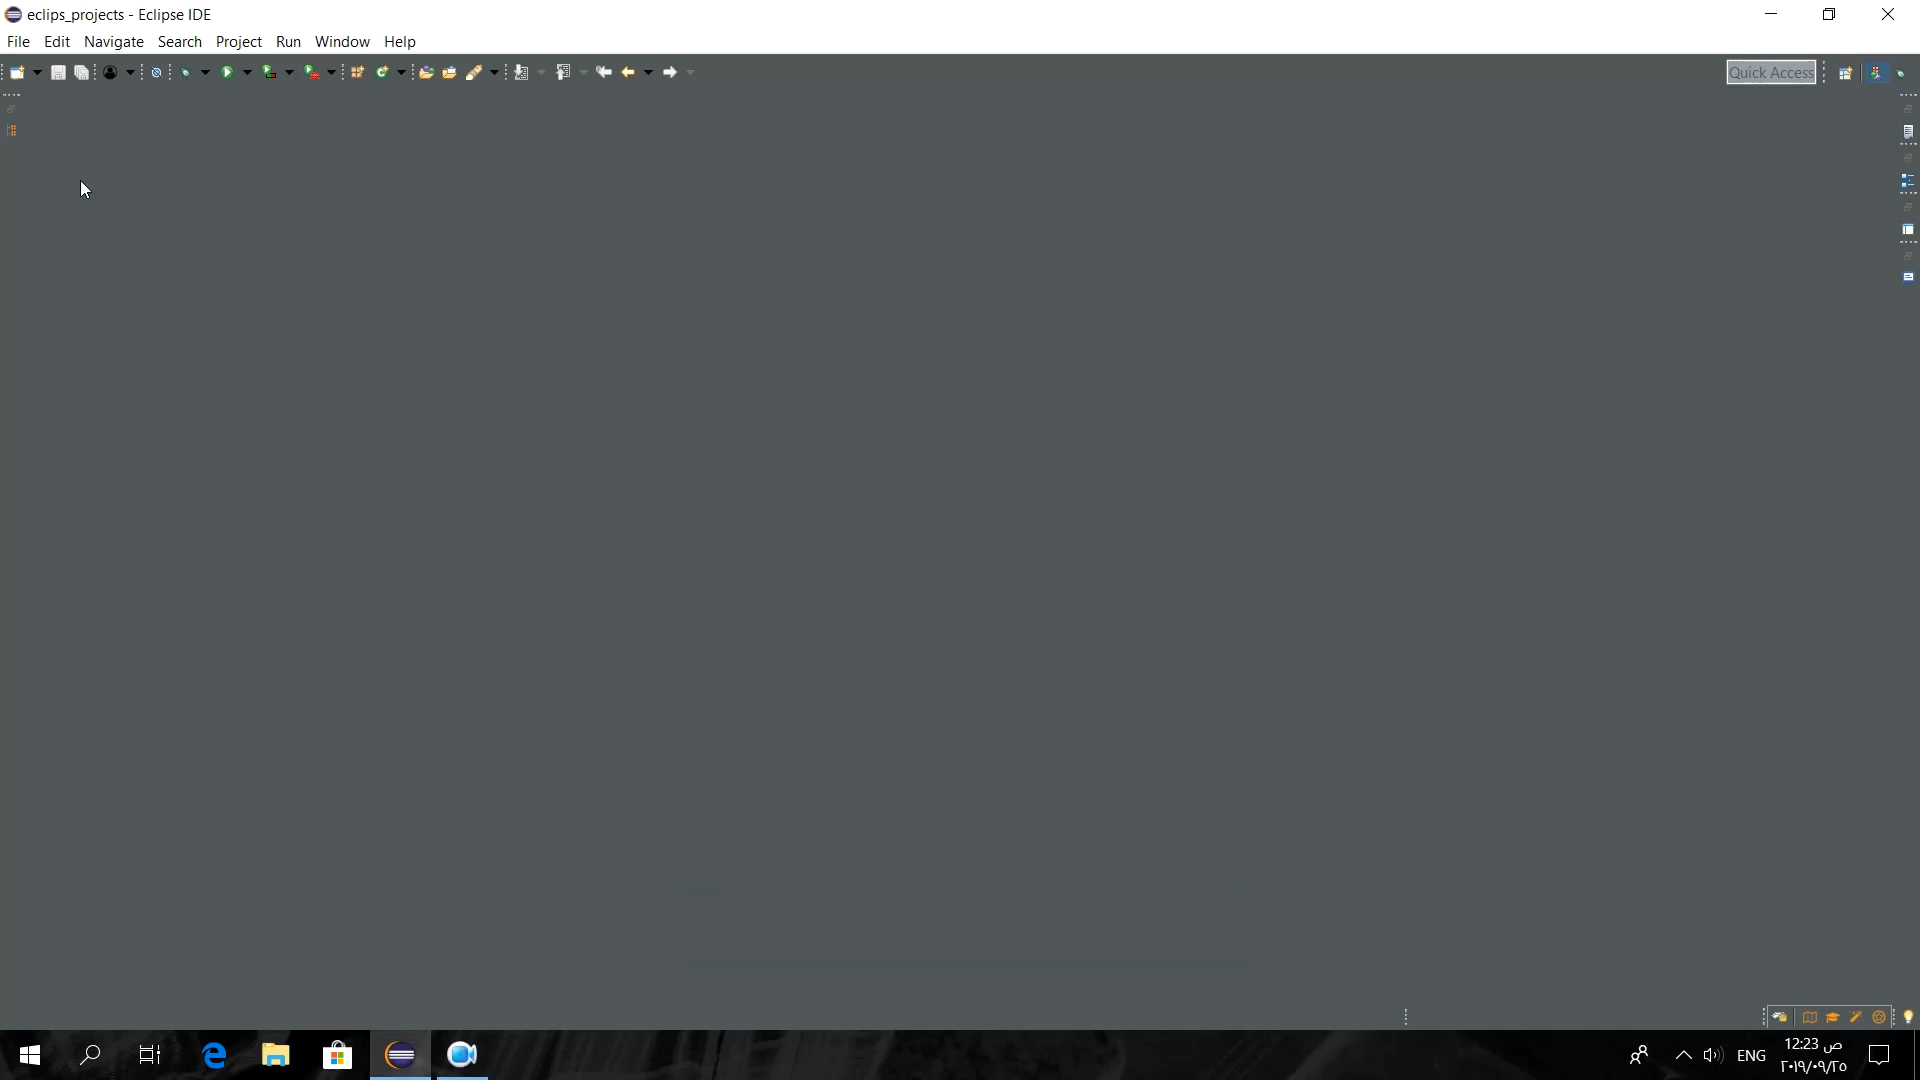 eclips_projects - Eclipse IDE
File Edit Navigate Search Project Run Window Help
Quick Access
ENG
12:23 ص
٢٠١٩/٠٩/٢٥